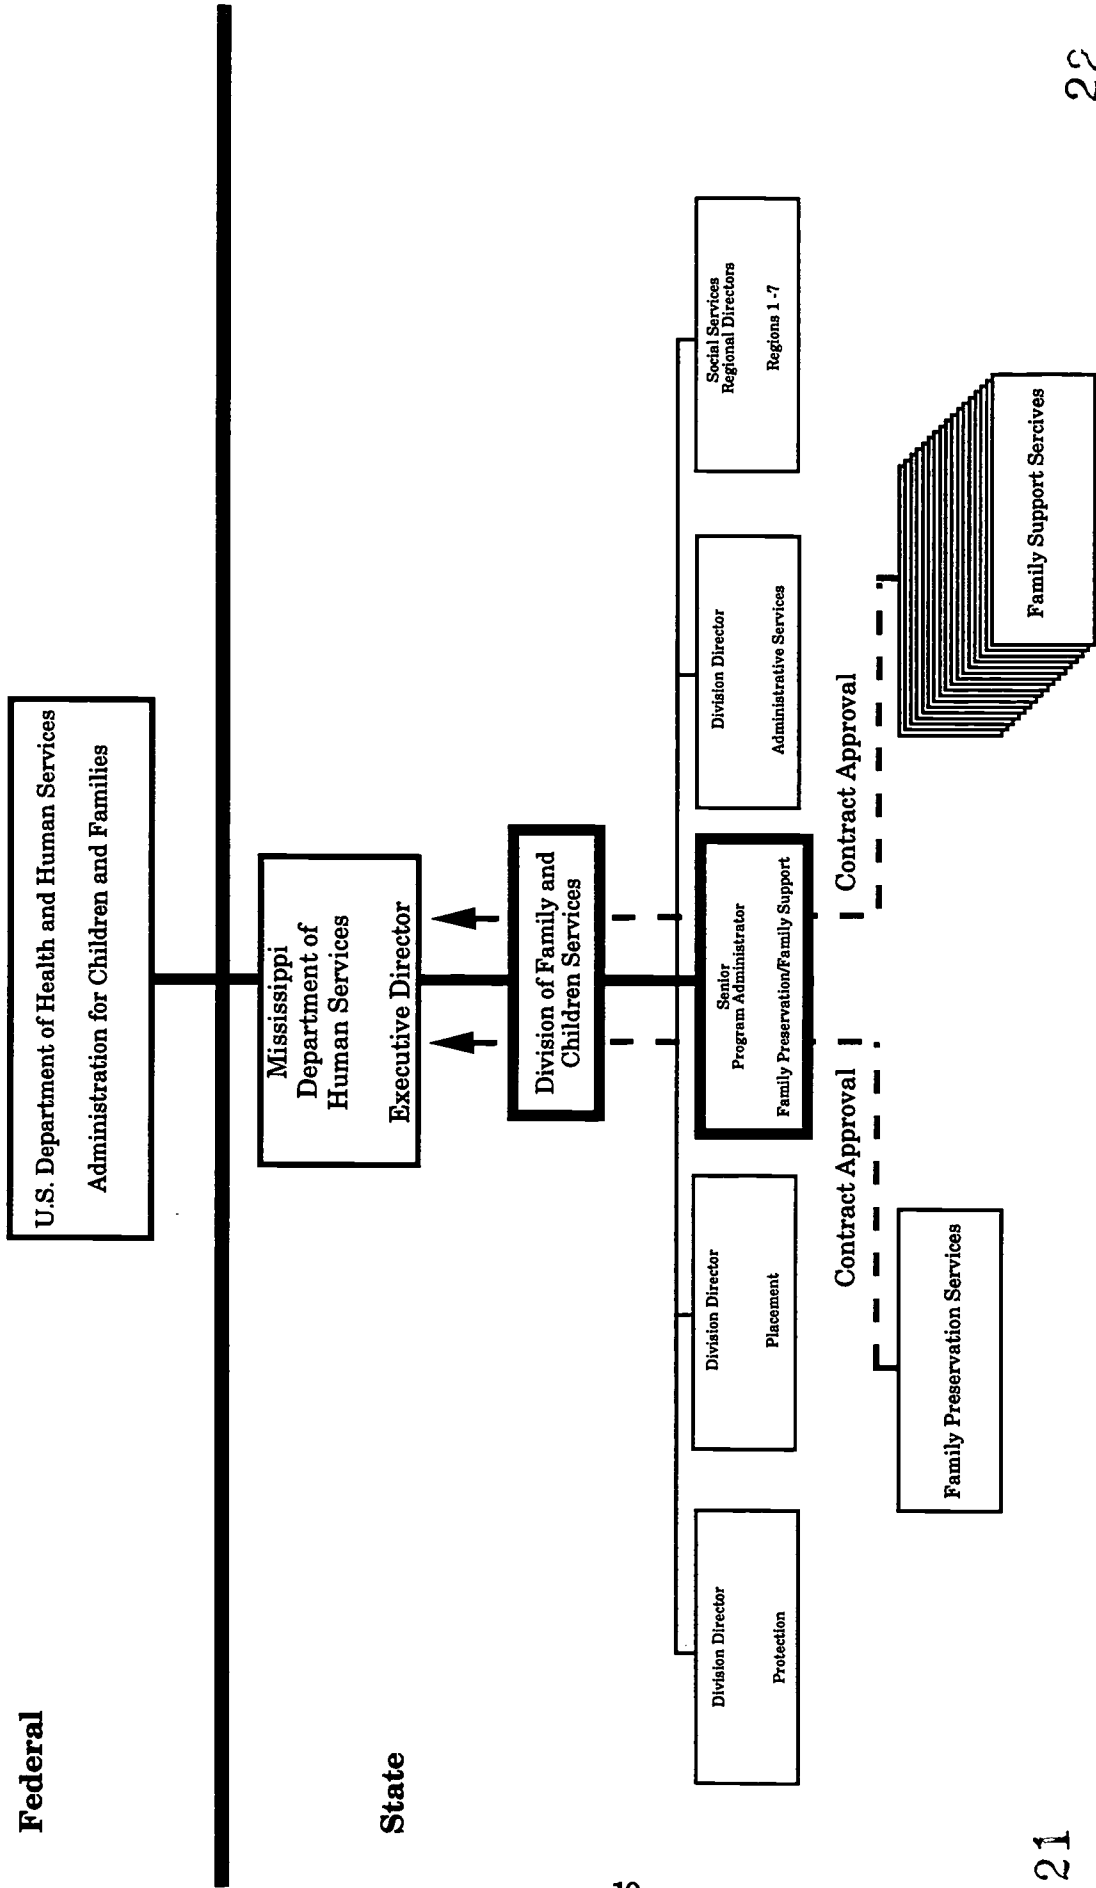 Federal
U.S. Department of Health and Human Services
Administration for Children and Families
State
Mississippi
Department of
Human Services
Executive Director
Division of Family and
Children Services
Division Director
Protection
Division Director
Placement
Senior
Program Administrator
Family Preservation/Family Support
Division Director
Administrative Services
Social Services
Regional Directors
Regions 1 -7
Contract Approval
Contract Approval
Family Preservation Services
Family Support Sercives
21
22